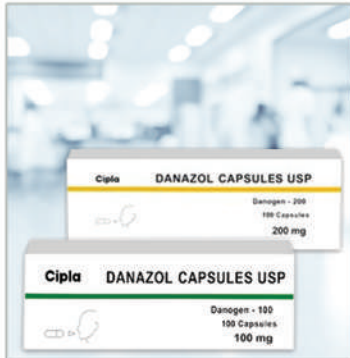 Cipla DANAZOL CAPSULES USP
Danogen - 200
100 Capsules
200 mg
Cipla DANAZOL CAPSULES USP
Danogen - 100
100 Capsules
100 mg